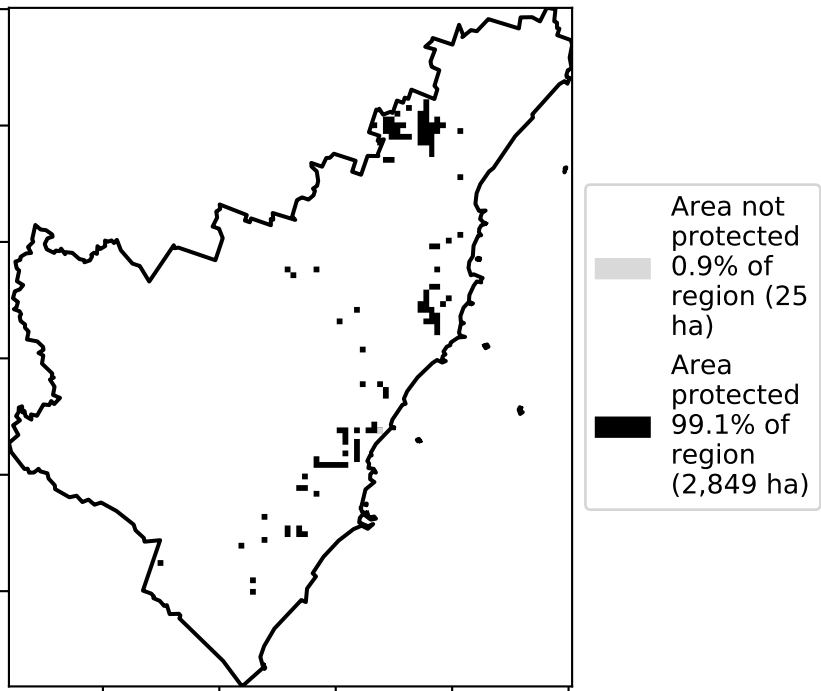 Area not
protected
0.9% of
region (25
ha)
Area
protected
99.1% of
region
(2,849 ha)